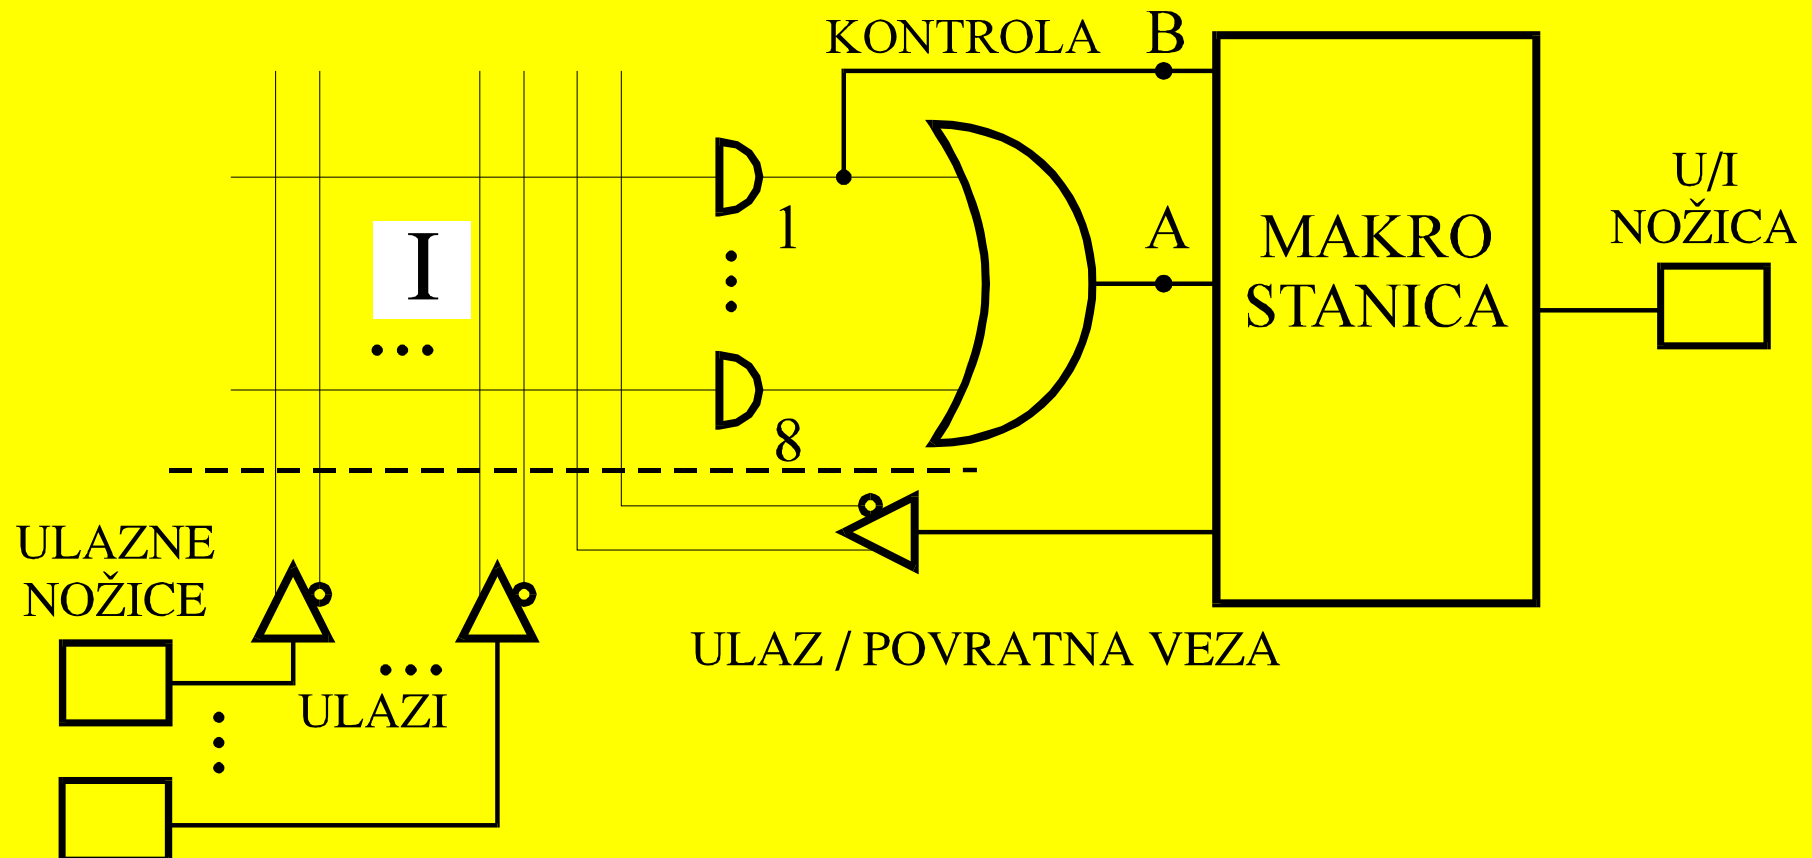 KONTROLA B
U/I
NOŽICA
1
A
MAKRO
STANICA
I
8
ULAZNE
NOŽICE
ULAZ / POVRATNA VEZA
ULAZI